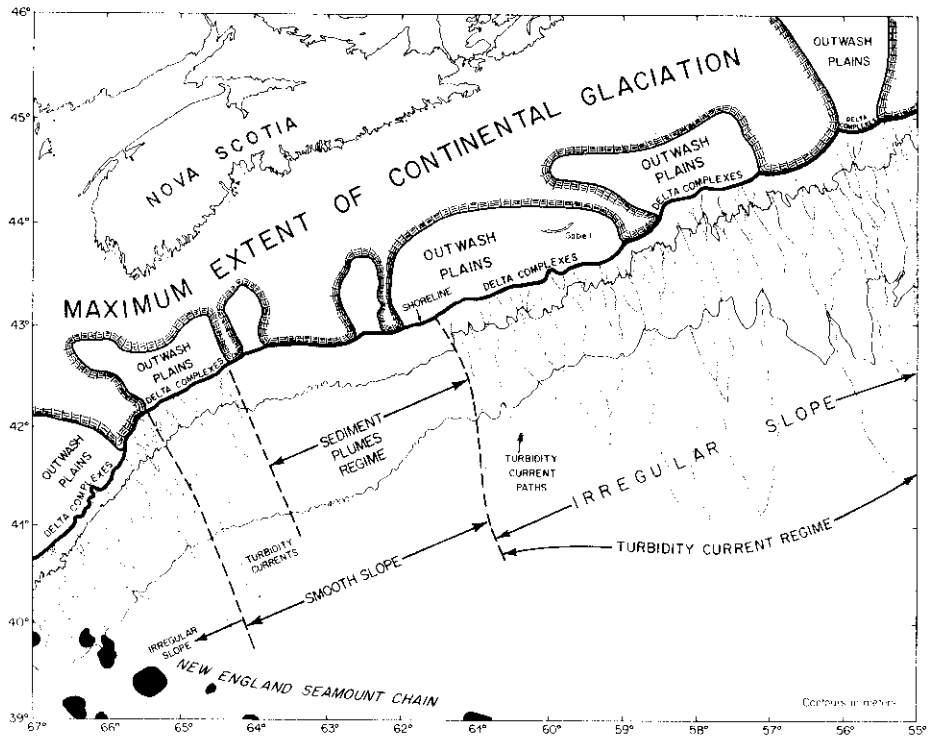 46°
45°
44°
43°
42°
41°
40°
39°
67°
66°
65°
64°
63°
62°
61°
60°
59°
58°
57°
56°
55°
NOVA SCOTIA
MAXIMUM EXTENT OF CONTINENTAL GLACIATION
OUTWASH
PLAINS
DELTA
COMPLEXES
OUTWASH
PLAINS
DELTA COMPLEXES
Sable I.
OUTWASH
PLAINS
DELTA COMPLEXES
SHORELINE
OUTWASH
PLAINS
DELTA COMPLEXES
OUTWASH
PLAINS
DELTA COMPLEXES
SEDIMENT
PLUMES
REGIME
TURBIDITY
CURRENT
PATHS
IRREGULAR SLOPE
TURBIDITY CURRENT REGIME
TURBIDITY
CURRENTS
SMOOTH SLOPE
IRREGULAR
SLOPE
NEW ENGLAND SEAMOUNT CHAIN
Contours in meters